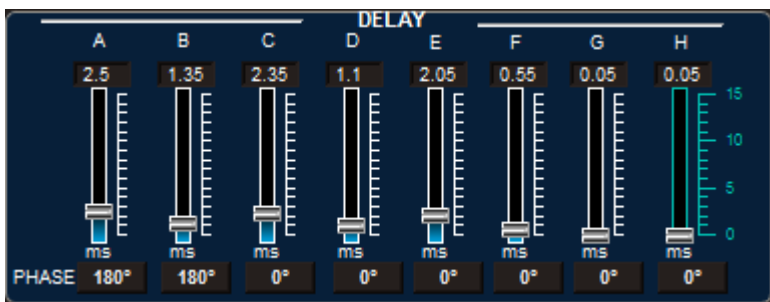 DELAY
A B C D E F G H
2.5 1.35 2.35 1.1 2.05 0.55 0.05 0.05
15
10
5
0
ms ms ms ms ms ms ms ms
PHASE 180° 180° 0° 0° 0° 0° 0° 0°